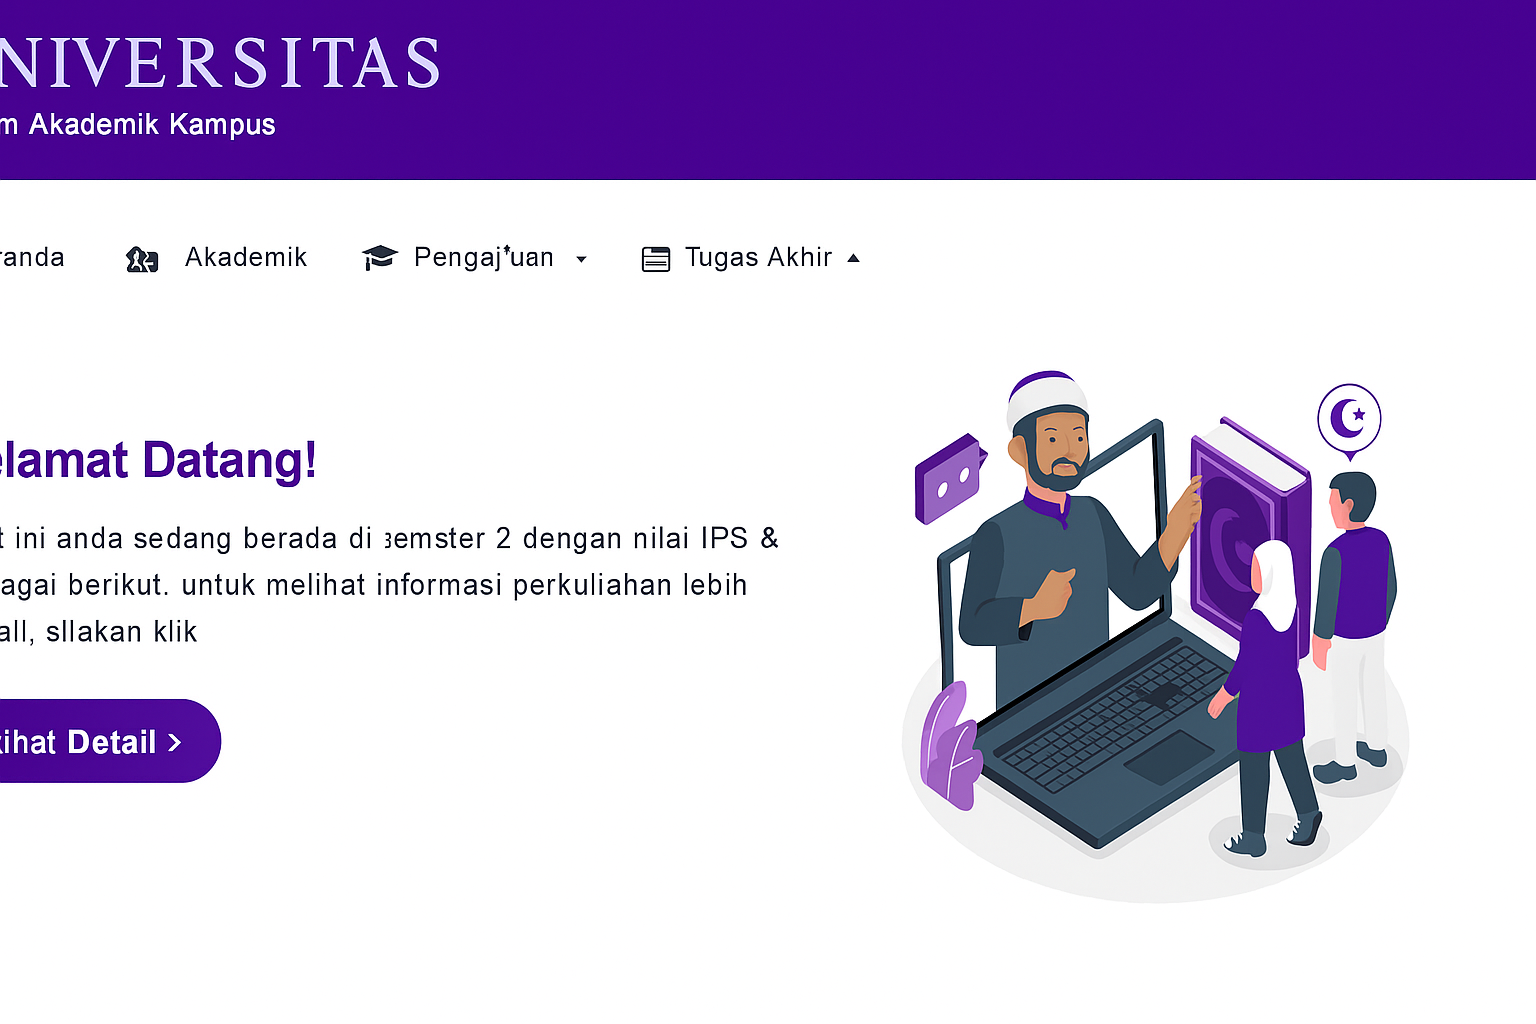 NIVERSITAS
m Akademik Kampus
randa Akademik Pengaj'uan Tugas Akhir
elamat Datang!
t ini anda sedang berada di semster 2 dengan nilai IPS &
agai berikut. untuk melihat informasi perkuliahan lebih
all, sllakan klik
ihat Detail >